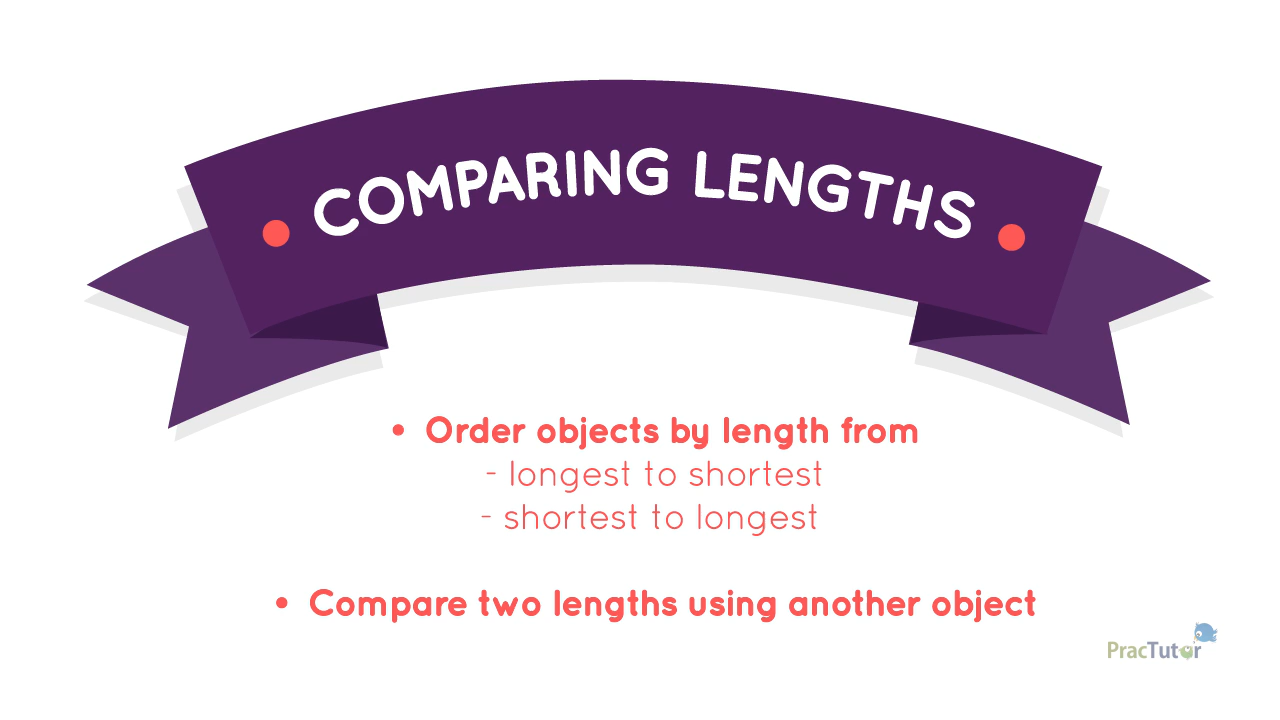 COMPARING LENGTHS
• Order objects by length from
- longest to shortest
- shortest to longest
• Compare two lengths using another object
PracTutor